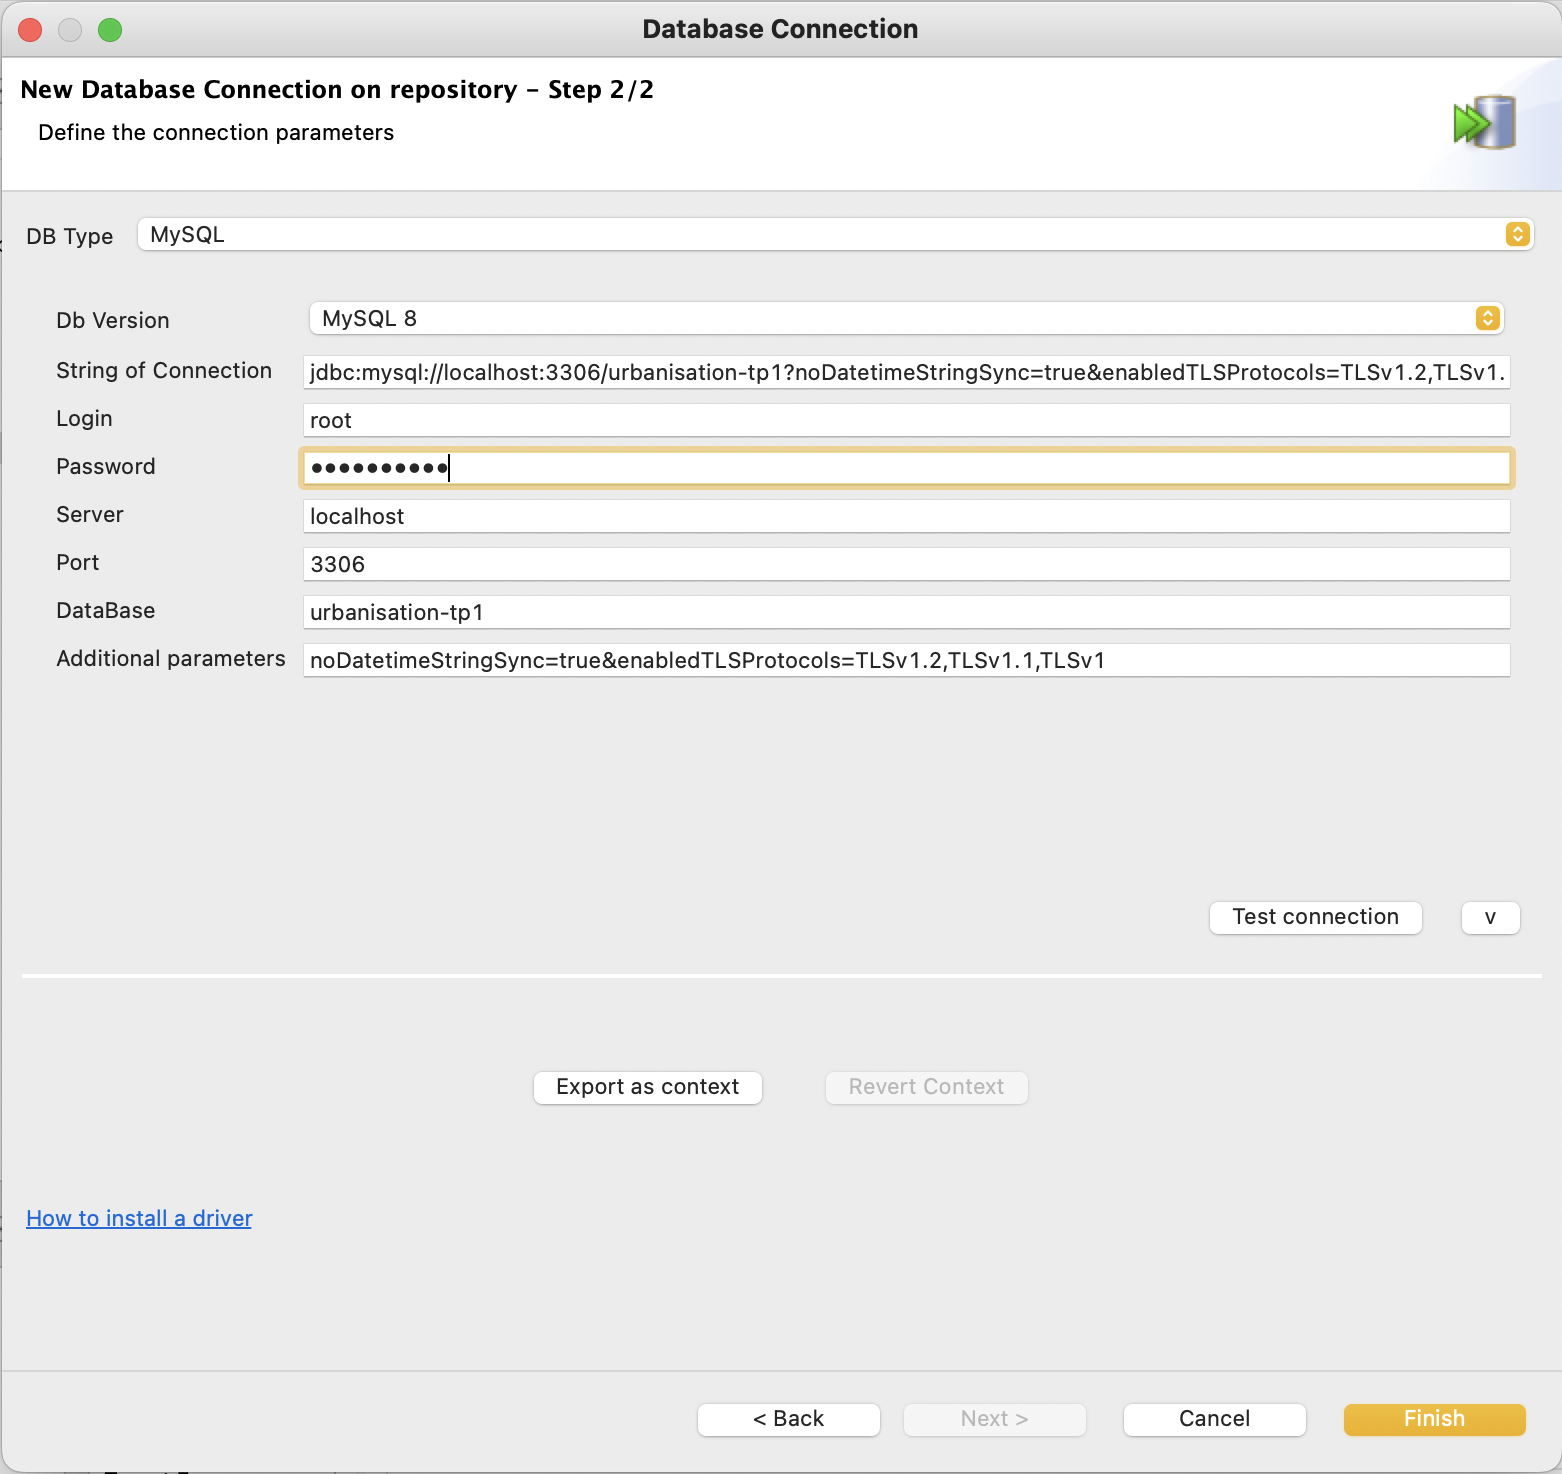 Database Connection
New Database Connection on repository - Step 2/2
Define the connection parameters
DB Type MySQL
Db Version MySQL 8
String of Connection jdbc:mysql://localhost:3306/urbanisation-tp1?noDatetimeStringSync=true&enabledTLSProtocols=TLSv1.2,TLSv1.
Login root
Password ••••••••••
Server localhost
Port 3306
DataBase urbanisation-tp1
Additional parameters noDatetimeStringSync=true&enabledTLSProtocols=TLSv1.2,TLSv1.1,TLSv1
Test connection v
Export as context Revert Context
How to install a driver
< Back Next > Cancel Finish